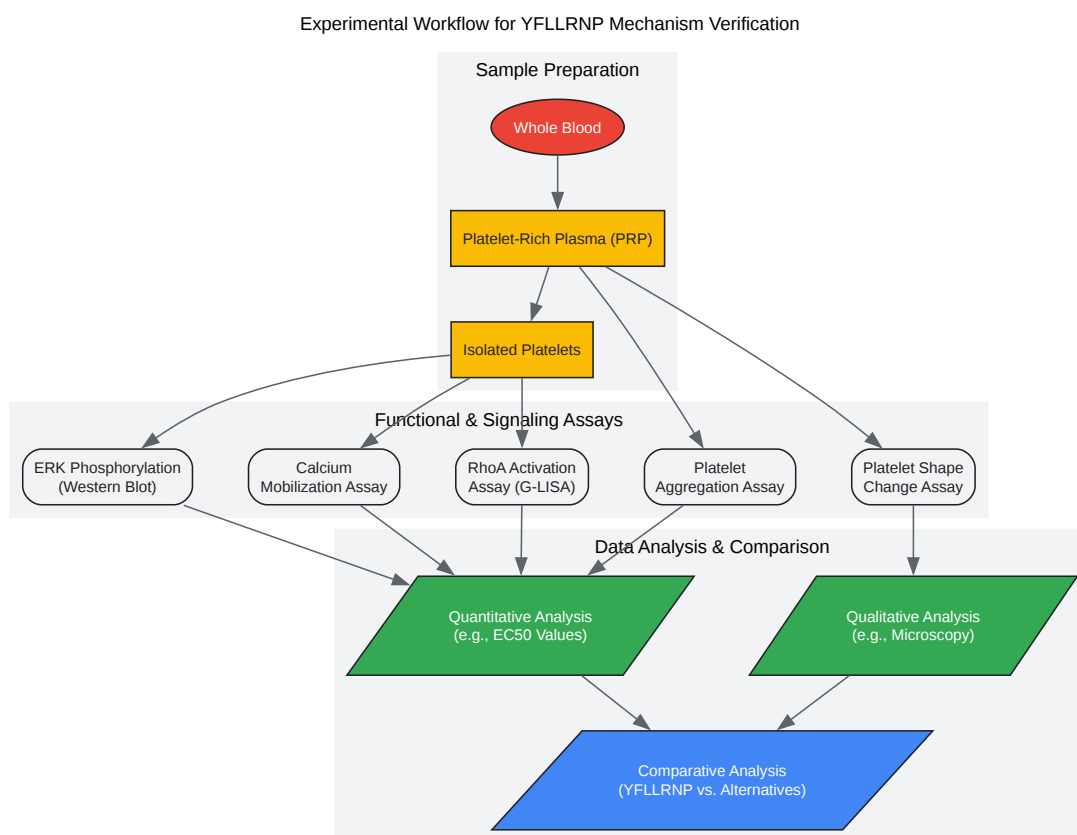 Experimental Workflow for YFLLRNP Mechanism Verification
Sample Preparation
Whole Blood
Platelet-Rich Plasma (PRP)
Isolated Platelets
Functional & Signaling Assays
ERK Phosphorylation
(Western Blot)
Calcium
Mobilization Assay
RhoA Activation
Assay (G-LISA)
Platelet
Aggregation Assay
Platelet Shape
Change Assay
Data Analysis & Comparison
Quantitative Analysis
(e.g., EC50 Values)
Qualitative Analysis
(e.g., Microscopy)
Comparative Analysis
(YFLLRNP vs. Alternatives)